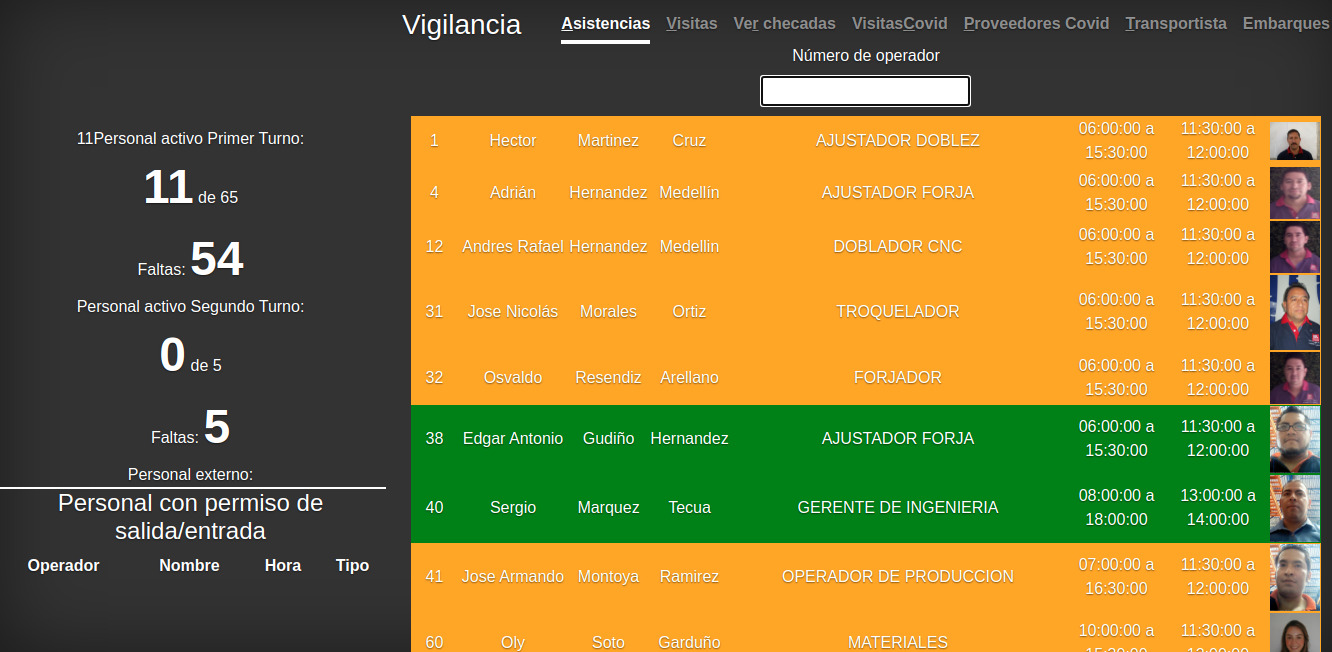 Vigilancia Asistencias Visitas Ver checadas VisitasCovid Proveedores Covid Transportista Embarques
Número de operador
11Personal activo Primer Turno:
11 de 65
Faltas: 54
Personal activo Segundo Turno:
0 de 5
Faltas: 5
Personal externo:
Personal con permiso de
salida/entrada
Operador Nombre Hora Tipo
1 Hector Martinez Cruz AJUSTADOR DOBLEZ 06:00:00 a 11:30:00 a
15:30:00 12:00:00
4 Adrián Hernandez Medellín AJUSTADOR FORJA 06:00:00 a 11:30:00 a
15:30:00 12:00:00
12 Andres Rafael Hernandez Medellin DOBLADOR CNC 06:00:00 a 11:30:00 a
15:30:00 12:00:00
31 Jose Nicolás Morales Ortiz TROQUELADOR 06:00:00 a 11:30:00 a
15:30:00 12:00:00
32 Osvaldo Resendiz Arellano FORJADOR 06:00:00 a 11:30:00 a
15:30:00 12:00:00
38 Edgar Antonio Gudiño Hernandez AJUSTADOR FORJA 06:00:00 a 11:30:00 a
15:30:00 12:00:00
40 Sergio Marquez Tecua GERENTE DE INGENIERIA 08:00:00 a 13:00:00 a
18:00:00 14:00:00
41 Jose Armando Montoya Ramirez OPERADOR DE PRODUCCION 07:00:00 a 11:30:00 a
16:30:00 12:00:00
60 Oly Soto Garduño MATERIALES 10:00:00 a 11:30:00 a